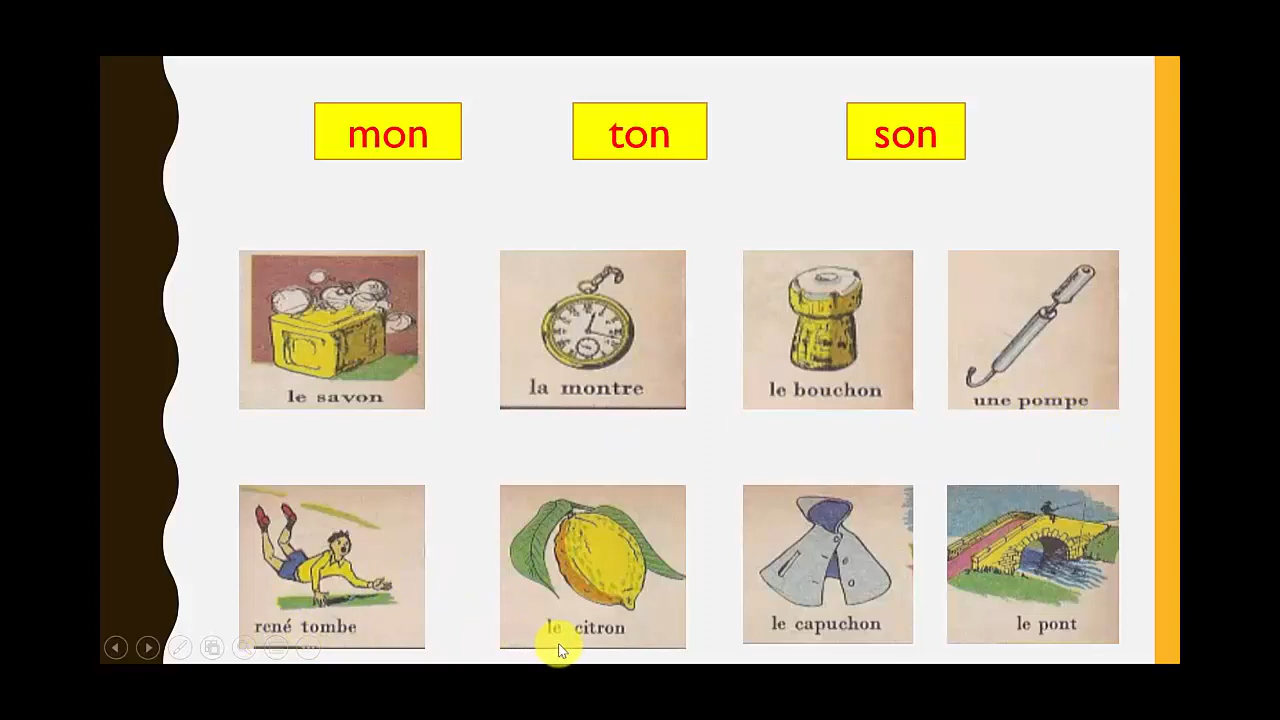 mon
ton
son
le savon
la montre
le bouchon
une pompe
rené tombe
le citron
le capuchon
le pont